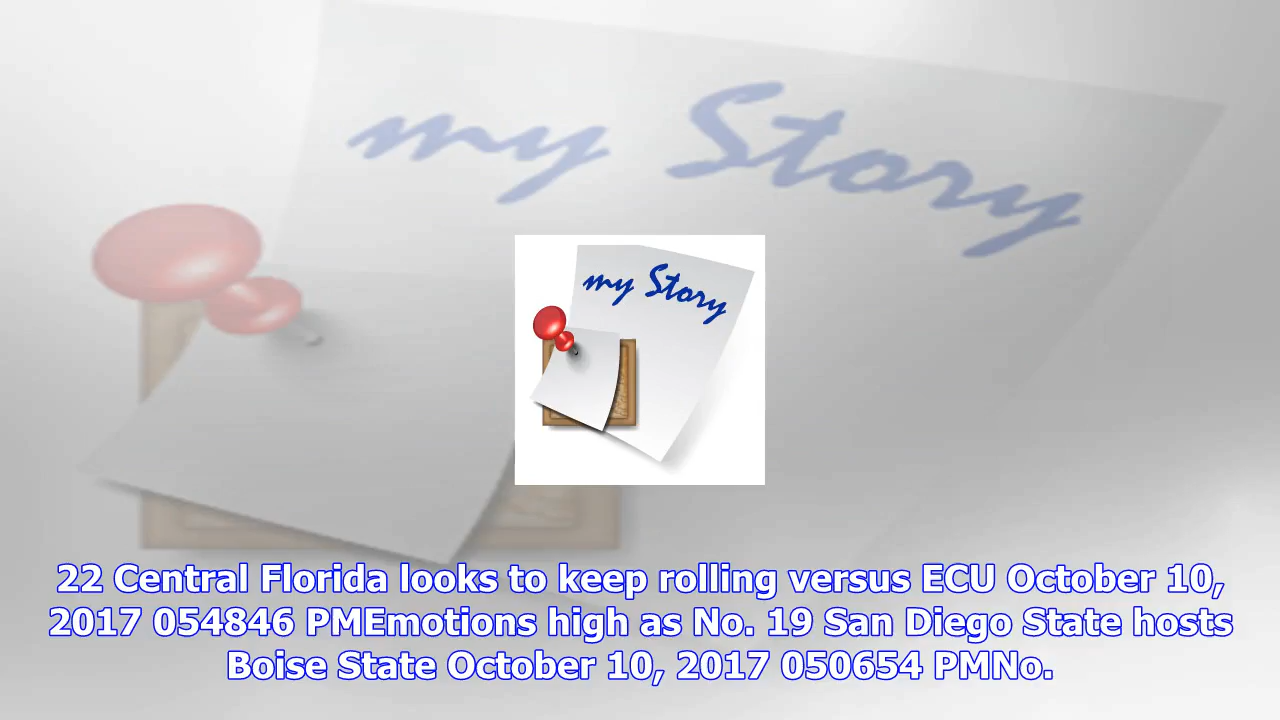 my Story
my Story
22 Central Florida looks to keep rolling versus ECU October 10,
2017 054846 PMEmotions high as No. 19 San Diego State hosts
Boise State October 10, 2017 050654 PMNo.